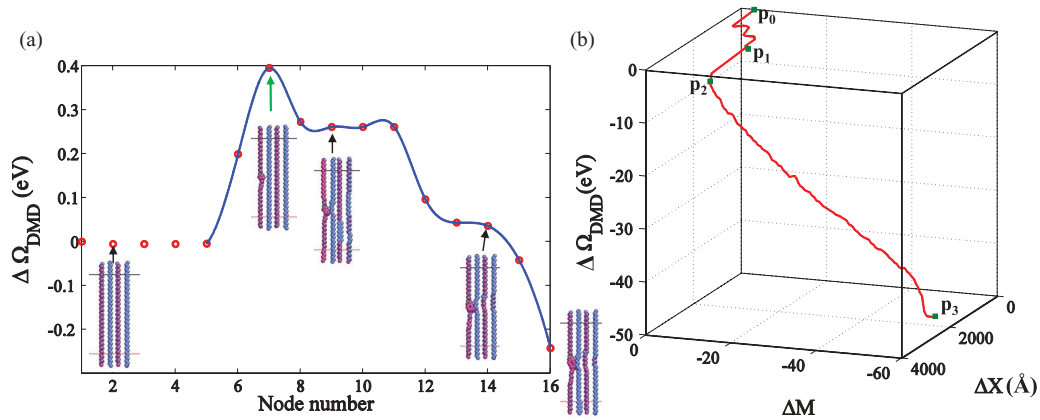 (a)
ΔΩDMD(eV)
0.4
0.3
0.2
0.1
0
-0.1
-0.2
2 4 6 8 10 12 14 16
Node number
(b)
ΔΩDMD(eV)
0
-10
-20
-30
-40
-50
p0
p1
p2
p3
0
-20
-40
-60
ΔM
0
2000
4000
ΔX (Å)